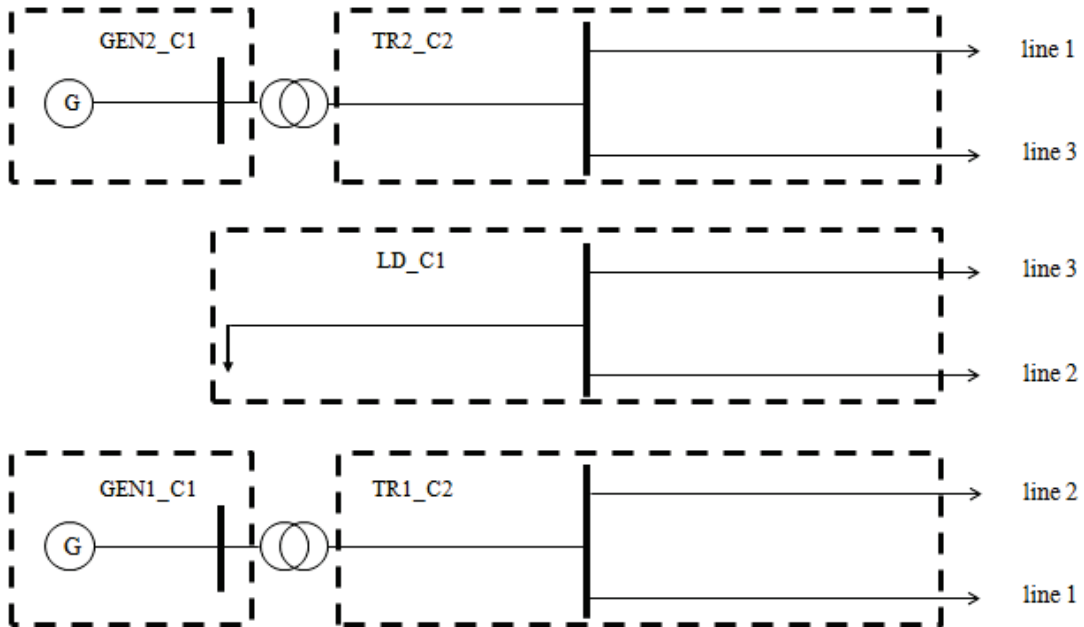 GEN2_C1
TR2_C2
line 1
G
line 3
LD_C1
line 3
line 2
GEN1_C1
TR1_C2
line 2
G
line 1